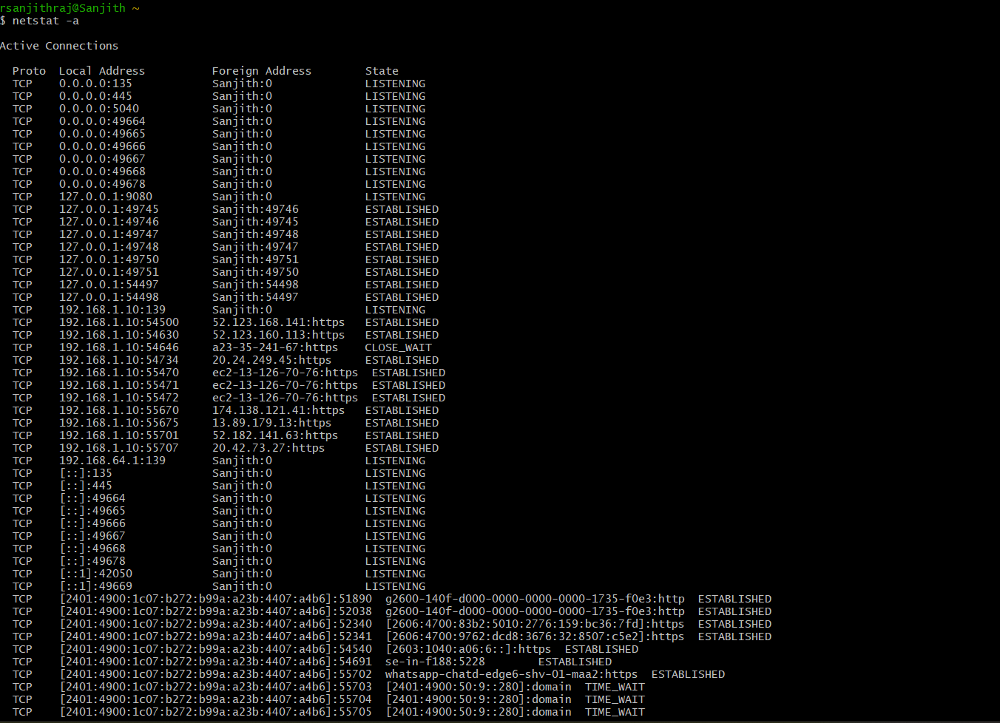 rsanjithraj@Sanjith ~
$ netstat -a
Active Connections
Proto  Local Address          Foreign Address        State
TCP    0.0.0.0:135            Sanjith:0              LISTENING
TCP    0.0.0.0:445            Sanjith:0              LISTENING
TCP    0.0.0.0:5040           Sanjith:0              LISTENING
TCP    0.0.0.0:49664          Sanjith:0              LISTENING
TCP    0.0.0.0:49665          Sanjith:0              LISTENING
TCP    0.0.0.0:49666          Sanjith:0              LISTENING
TCP    0.0.0.0:49667          Sanjith:0              LISTENING
TCP    0.0.0.0:49668          Sanjith:0              LISTENING
TCP    0.0.0.0:49678          Sanjith:0              LISTENING
TCP    127.0.0.1:9080         Sanjith:0              LISTENING
TCP    127.0.0.1:49745        Sanjith:49746          ESTABLISHED
TCP    127.0.0.1:49746        Sanjith:49745          ESTABLISHED
TCP    127.0.0.1:49747        Sanjith:49748          ESTABLISHED
TCP    127.0.0.1:49748        Sanjith:49747          ESTABLISHED
TCP    127.0.0.1:49750        Sanjith:49751          ESTABLISHED
TCP    127.0.0.1:49751        Sanjith:49750          ESTABLISHED
TCP    127.0.0.1:54497        Sanjith:54498          ESTABLISHED
TCP    127.0.0.1:54498        Sanjith:54497          ESTABLISHED
TCP    192.168.1.10:139       Sanjith:0              LISTENING
TCP    192.168.1.10:54500     52.123.168.141:https   ESTABLISHED
TCP    192.168.1.10:54630     52.123.160.113:https   ESTABLISHED
TCP    192.168.1.10:54646     a23-35-241-67:https    CLOSE_WAIT
TCP    192.168.1.10:54734     20.24.249.45:https     ESTABLISHED
TCP    192.168.1.10:55470     ec2-13-126-70-76:https  ESTABLISHED
TCP    192.168.1.10:55471     ec2-13-126-70-76:https  ESTABLISHED
TCP    192.168.1.10:55472     ec2-13-126-70-76:https  ESTABLISHED
TCP    192.168.1.10:55670     174.138.121.41:https   ESTABLISHED
TCP    192.168.1.10:55675     13.89.179.13:https     ESTABLISHED
TCP    192.168.1.10:55701     52.182.141.63:https    ESTABLISHED
TCP    192.168.1.10:55707     20.42.73.27:https      ESTABLISHED
TCP    192.168.64.1:139       Sanjith:0              LISTENING
TCP    [::]:135               Sanjith:0              LISTENING
TCP    [::]:445               Sanjith:0              LISTENING
TCP    [::]:49664             Sanjith:0              LISTENING
TCP    [::]:49665             Sanjith:0              LISTENING
TCP    [::]:49666             Sanjith:0              LISTENING
TCP    [::]:49667             Sanjith:0              LISTENING
TCP    [::]:49668             Sanjith:0              LISTENING
TCP    [::]:49678             Sanjith:0              LISTENING
TCP    [::1]:42050            Sanjith:0              LISTENING
TCP    [::1]:49669            Sanjith:0              LISTENING
TCP    [2401:4900:1c07:b272:b99a:a23b:4407:a4b6]:51890  g2600-140f-d000-0000-0000-0000-1735-f0e3:http  ESTABLISHED
TCP    [2401:4900:1c07:b272:b99a:a23b:4407:a4b6]:52038  g2600-140f-d000-0000-0000-0000-1735-f0e3:http  ESTABLISHED
TCP    [2401:4900:1c07:b272:b99a:a23b:4407:a4b6]:52340  [2606:4700:83b2:5010:2776:159:bc36:7fd]:https  ESTABLISHED
TCP    [2401:4900:1c07:b272:b99a:a23b:4407:a4b6]:52341  [2606:4700:9762:dcd8:3676:32:8507:c5e2]:https  ESTABLISHED
TCP    [2401:4900:1c07:b272:b99a:a23b:4407:a4b6]:54540  [2603:1040:a06:6::]:https  ESTABLISHED
TCP    [2401:4900:1c07:b272:b99a:a23b:4407:a4b6]:54691  se-in-f188:5228        ESTABLISHED
TCP    [2401:4900:1c07:b272:b99a:a23b:4407:a4b6]:55702  whatsapp-chatd-edge6-shv-01-maa2:https  ESTABLISHED
TCP    [2401:4900:1c07:b272:b99a:a23b:4407:a4b6]:55703  [2401:4900:50:9::280]:domain  TIME_WAIT
TCP    [2401:4900:1c07:b272:b99a:a23b:4407:a4b6]:55704  [2401:4900:50:9::280]:domain  TIME_WAIT
TCP    [2401:4900:1c07:b272:b99a:a23b:4407:a4b6]:55705  [2401:4900:50:9::280]:domain  TIME_WAIT